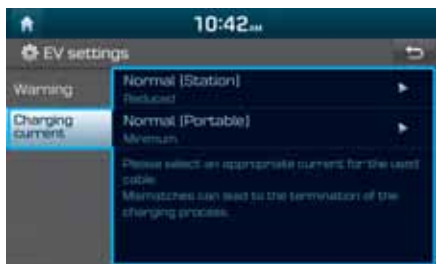 10:42AM
EV settings
Warning
Normal (Station)
Reduced
Charging
current
Normal (Portable)
Minimum
Please select an appropriate current for the used
cable.
Mismatches can lead to the termination of the
charging process.